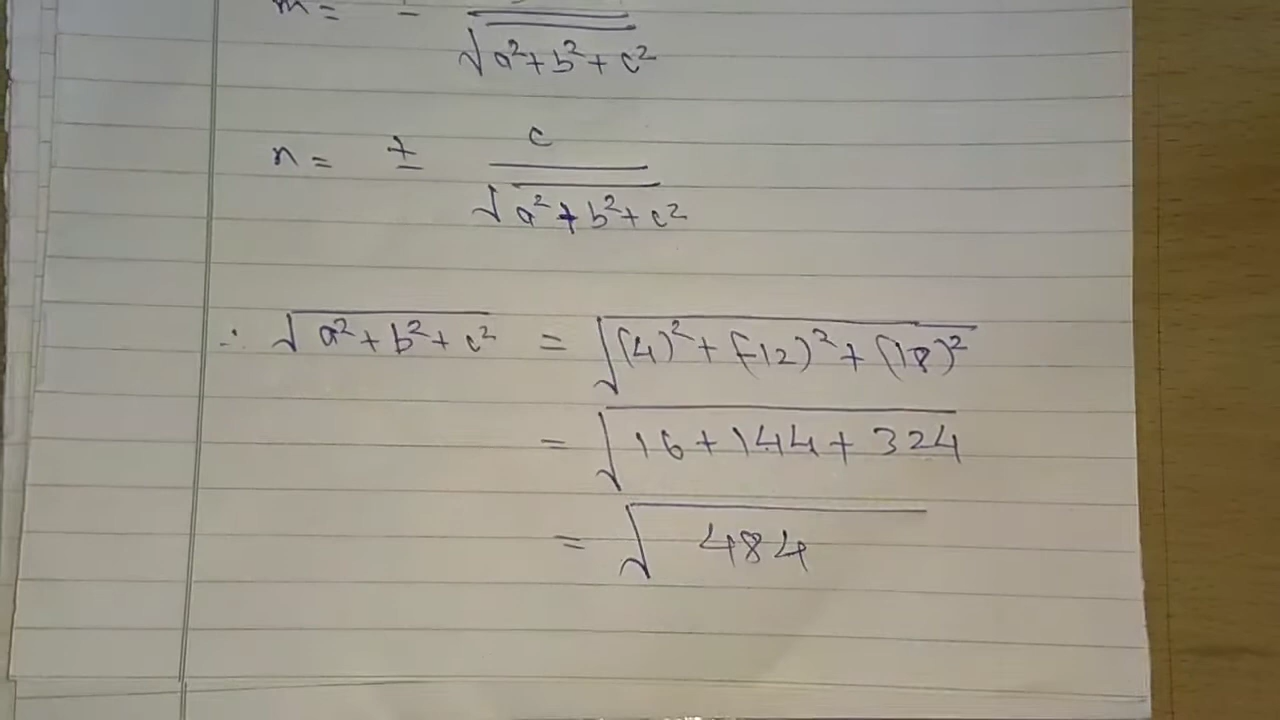 m = ± ―
√a²+b²+c²
n = ± c
√a²+b²+c²
∴ √a²+b²+c² = √(4)²+(-12)²+(18)²
= √16+144+324
= √484